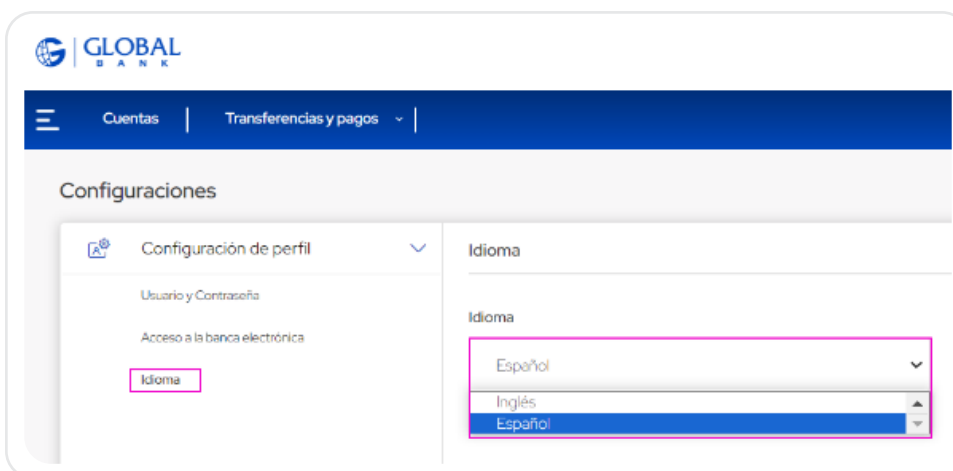 GLOBAL
BANK
Cuentas
Transferencias y pagos
Configuraciones
Configuración de perfil
Usuario y Contraseña
Acceso a la banca electrónica
Idioma
Idioma
Idioma
Español
Inglés
Español